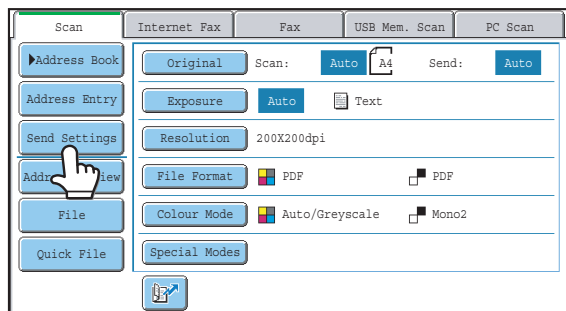 Scan Internet Fax Fax USB Mem. Scan PC Scan
Address Book
Original Scan: Auto A4 Send: Auto
Address Entry
Exposure Auto Text
Send Settings
Resolution 200X200dpi
File Format PDF PDF
File
Colour Mode Auto/Greyscale Mono2
Quick File
Special Modes